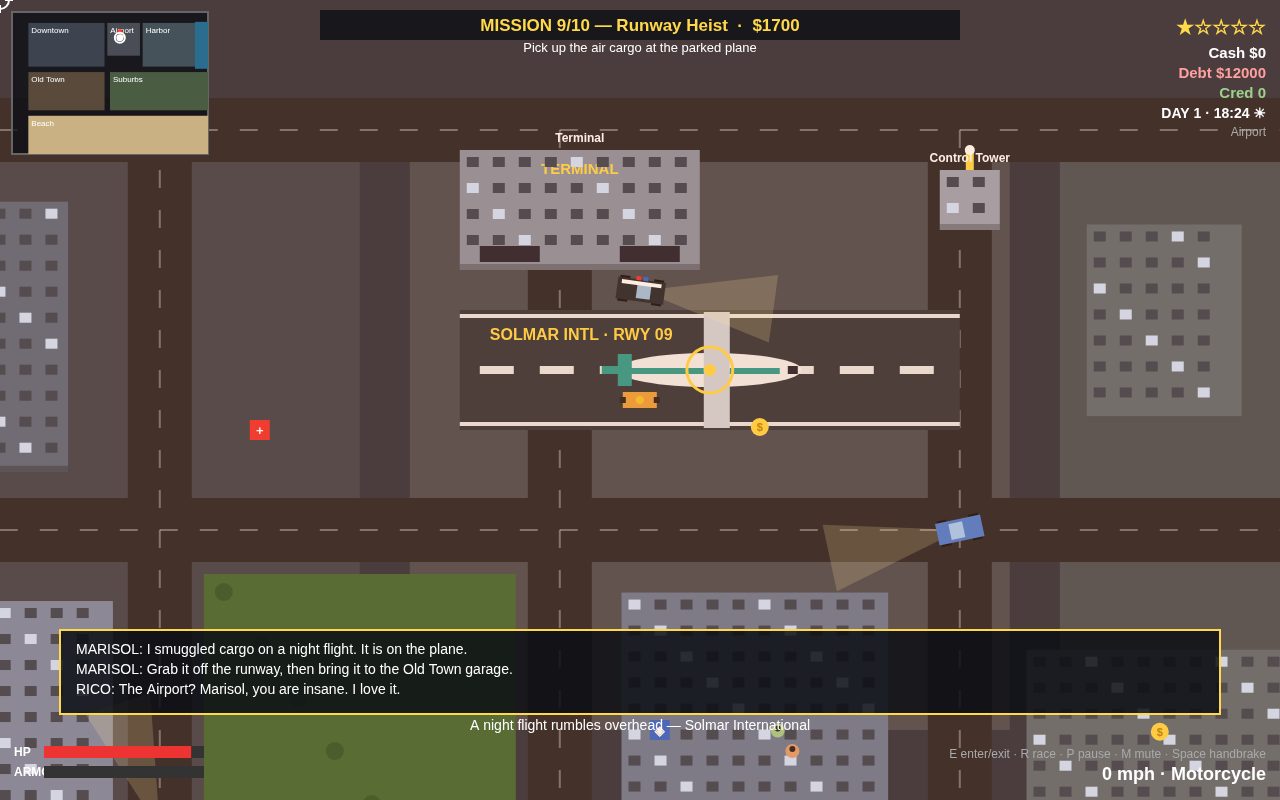 MISSION 9/10 — Runway Heist · $1700
Pick up the air cargo at the parked plane
★☆☆☆☆
Cash $0
Debt $12000
Cred 0
DAY 1 · 18:24 ☀
Airport
Downtown
Airport
Harbor
Old Town
Suburbs
Beach
Terminal
TERMINAL
Control Tower
SOLMAR INTL · RWY 09
+
$
MARISOL: I smuggled cargo on a night flight. It is on the plane.
MARISOL: Grab it off the runway, then bring it to the Old Town garage.
RICO: The Airport? Marisol, you are insane. I love it.
A night flight rumbles overhead — Solmar International
$
HP
E enter/exit · R race · P pause · M mute · Space handbrake
0 mph · Motorcycle